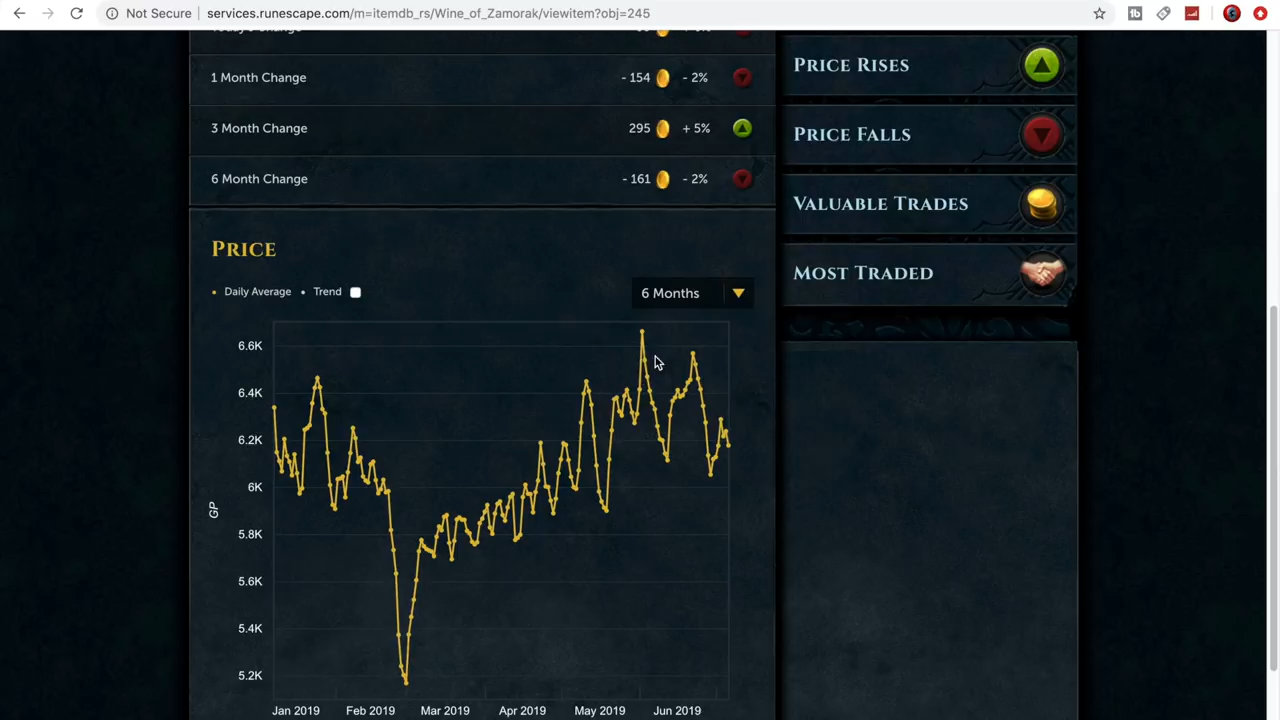 Not Secure services.runescape.com/m=itemdb_rs/Wine_of_Zamorak/viewitem?obj=245
1 Month Change - 154 - 2%
3 Month Change 295 + 5%
6 Month Change - 161 - 2%
PRICE RISES
PRICE FALLS
VALUABLE TRADES
MOST TRADED
PRICE
Daily Average Trend
6 Months
6.6K
6.4K
6.2K
6K
5.8K
5.6K
5.4K
5.2K
GP
Jan 2019 Feb 2019 Mar 2019 Apr 2019 May 2019 Jun 2019